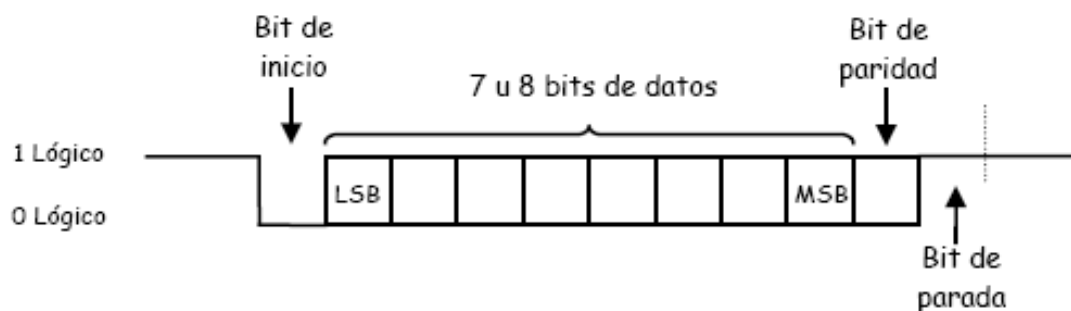 Bit de
inicio
7 u 8 bits de datos
Bit de
paridad
1 Lógico
LSB
MSB
0 Lógico
Bit de
parada